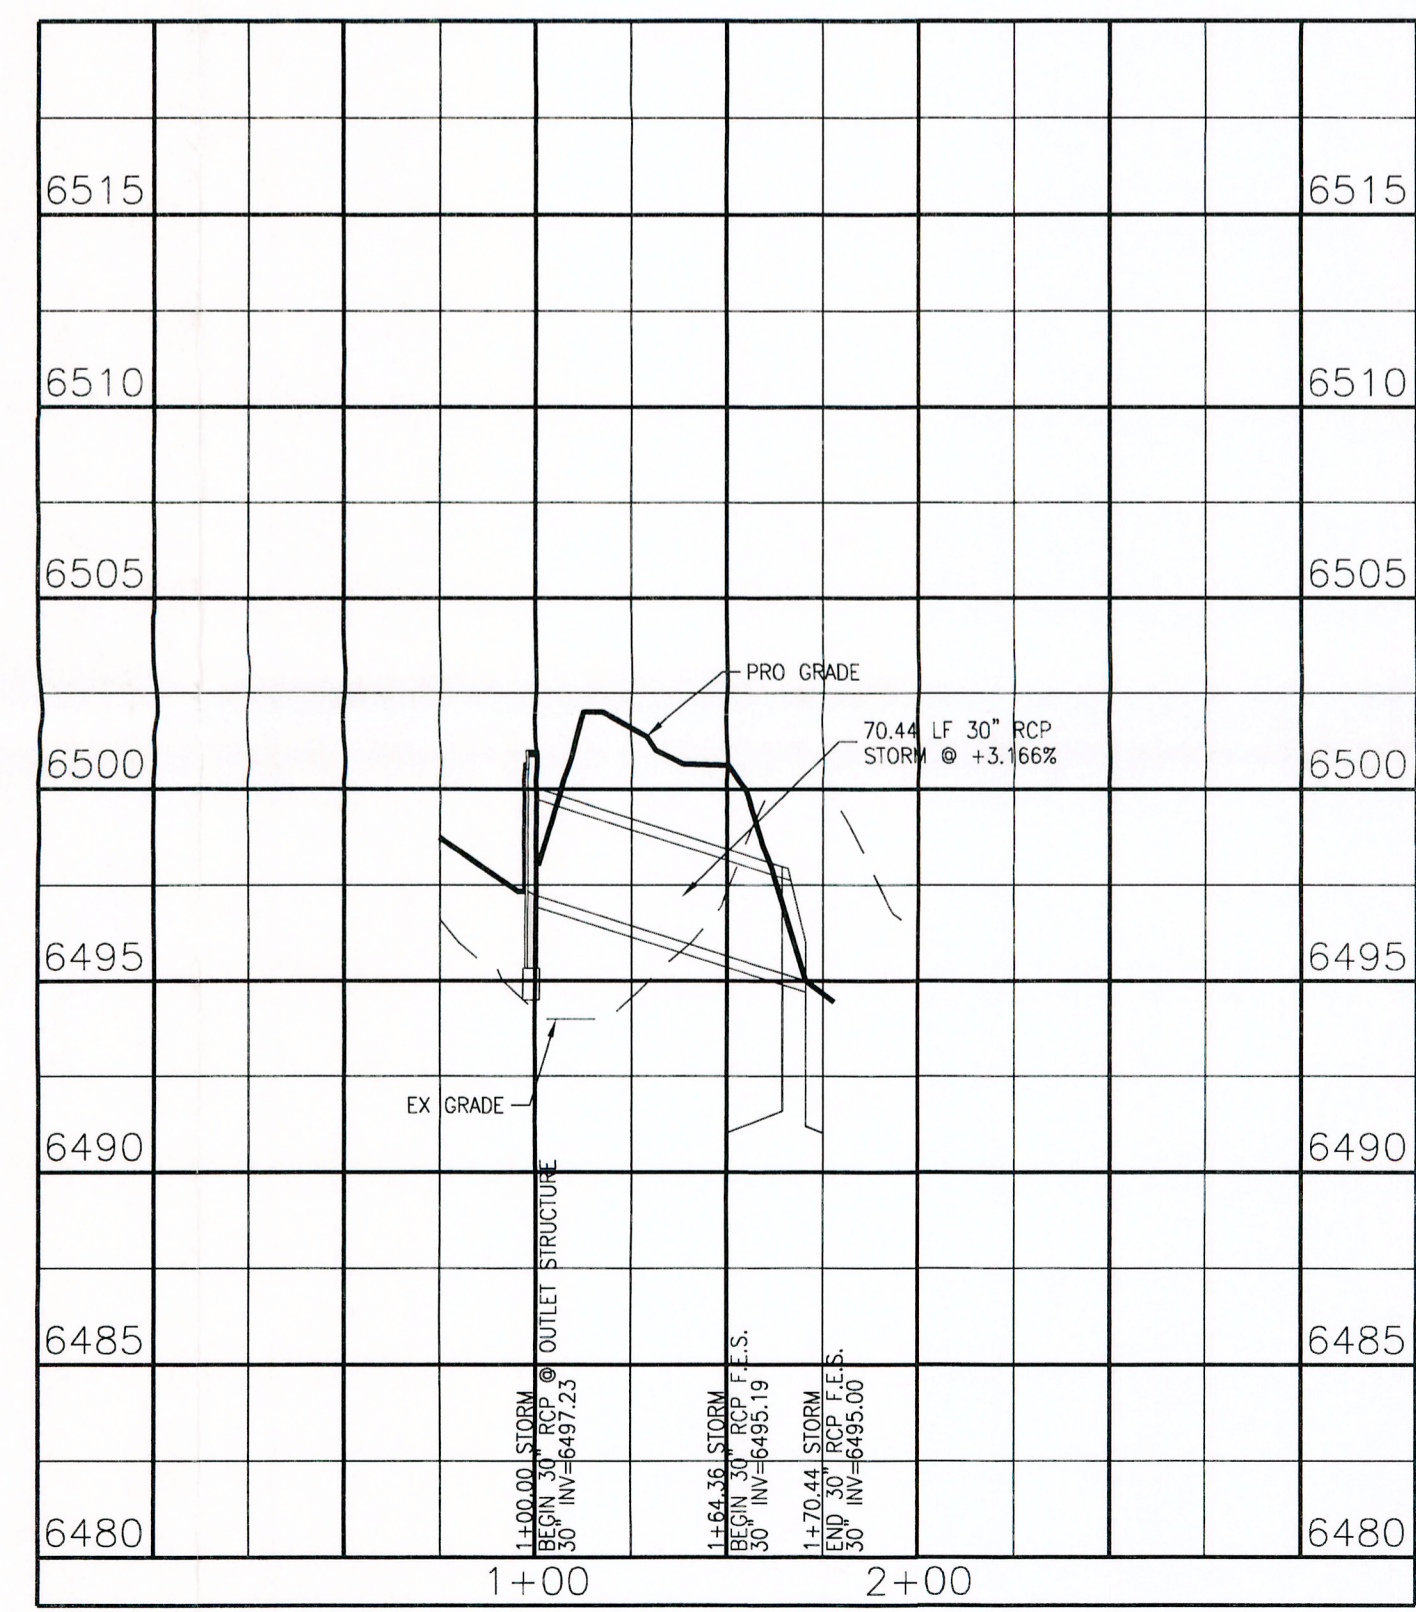 6515 6515
6510 6510
6505 6505
PRO GRADE
70.44 LF 30" RCP
STORM @ +3.166%
6500 6500
6495 6495
EX GRADE
6490 6490
6485 6485
1+00.00 STORM
BEGIN 30" RCP @ OUTLET STRUCTURE
30" INV=6497.23
1+64.36 STORM
BEGIN 30" RCP F.E.S.
30" INV=6495.19
1+70.44 STORM
END 30" RCP F.E.S.
30" INV=6495.00
6480 6480
1+00 2+00